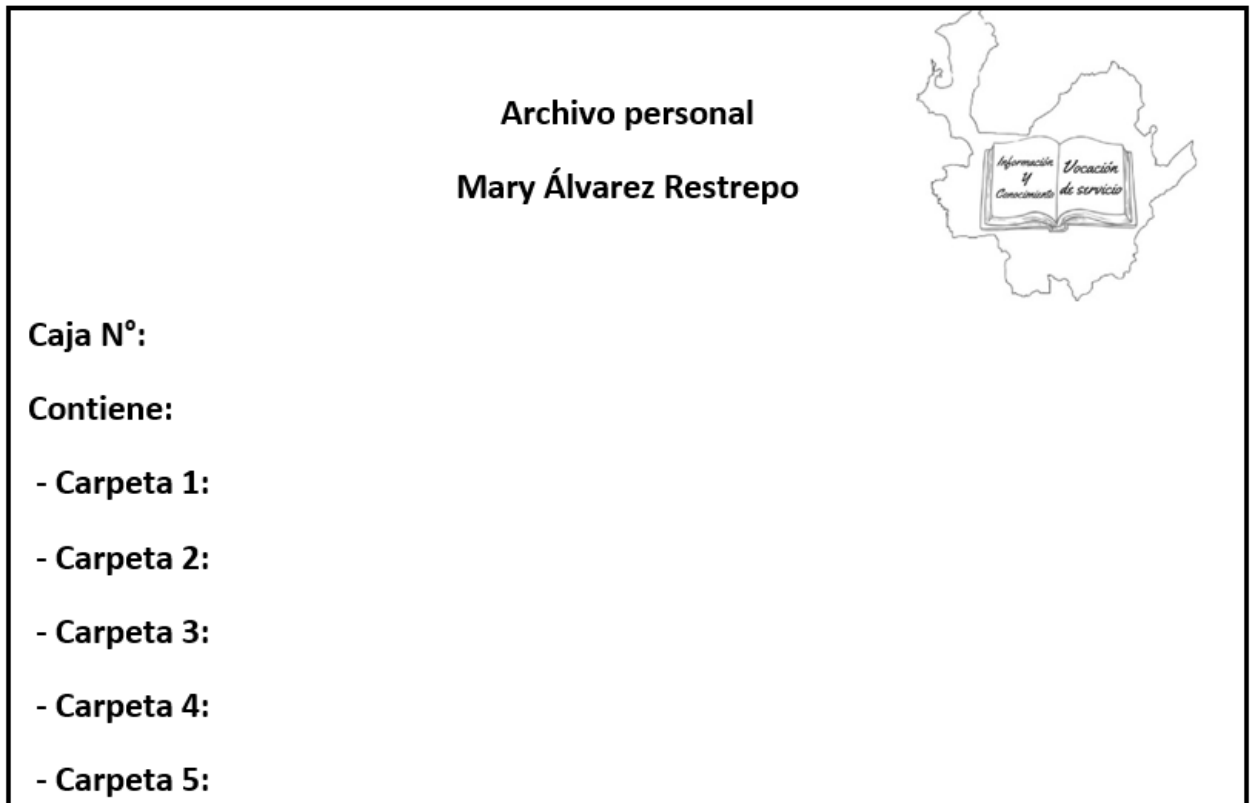 Archivo personal
Mary Álvarez Restrepo
Información
Y
Conocimiento
Vocación
de servicio
Caja N°:
Contiene:
- Carpeta 1:
- Carpeta 2:
- Carpeta 3:
- Carpeta 4:
- Carpeta 5: